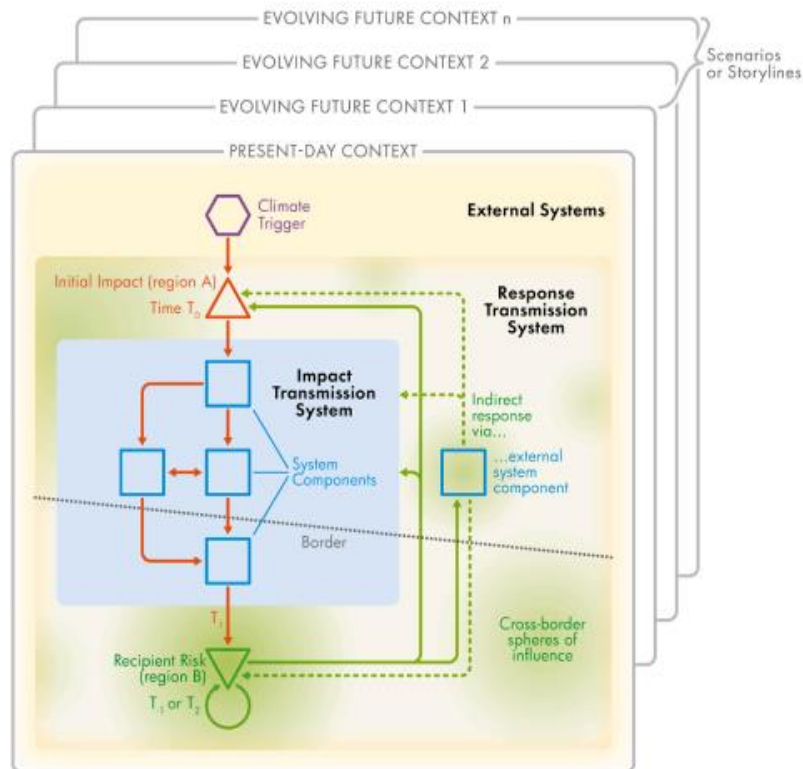 EVOLVING FUTURE CONTEXT n
Scenarios
or Storylines
EVOLVING FUTURE CONTEXT 2
EVOLVING FUTURE CONTEXT 1
PRESENT-DAY CONTEXT
Climate
Trigger
External Systems
Initial Impact (region A)
Time T₀
Response
Transmission
System
Impact
Transmission
System
Indirect
response
via...
...external
system
component
System
Components
Border
T₁
Cross-border
spheres of
influence
Recipient Risk
(region B)
T₁ or T₂